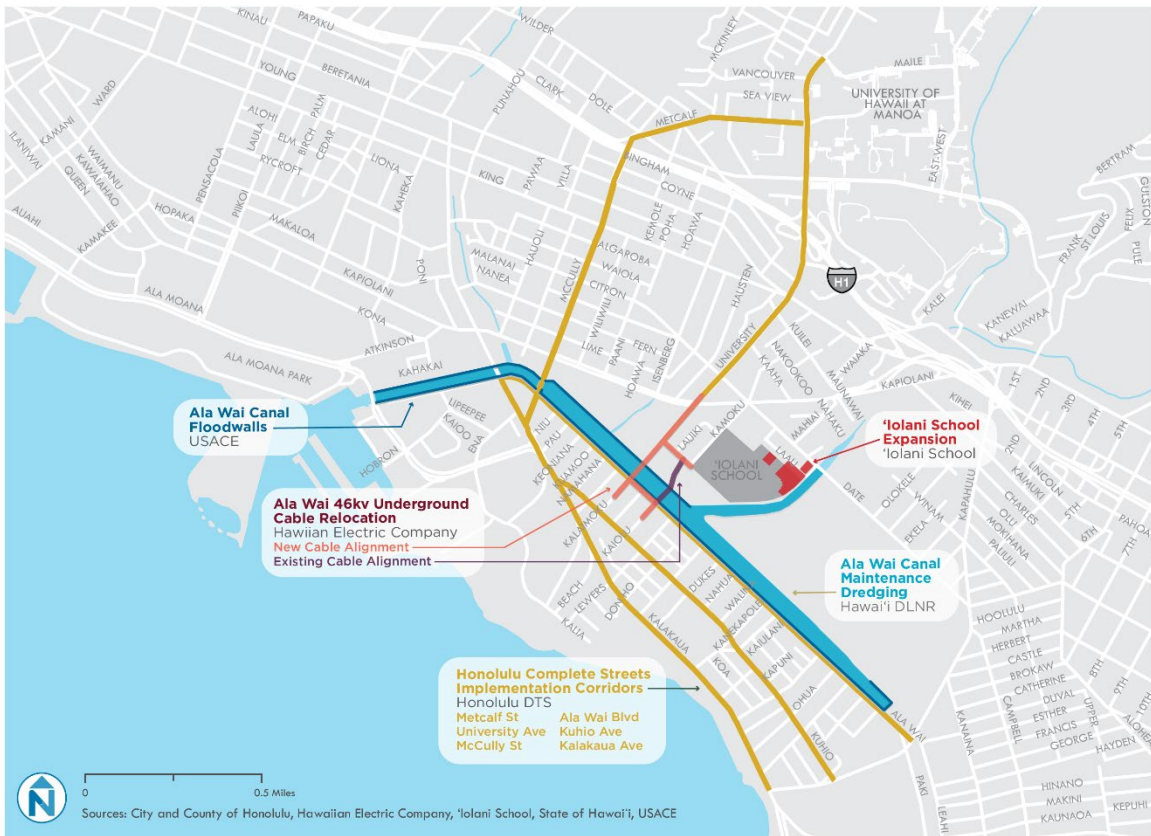 KINAU
PAPAKU
WILDER
MCKINLEY
MAILE
VANCOUVER
SEA VIEW
UNIVERSITY OF
HAWAII AT
MANOA
WARD
YOUNG
BERETANIA
PUNAHOU
CLARK
DOLE
METCALF
EAST-WEST
KAMANI
ILANIWAI
WAIMANU
KAWAIAHAO
QUEEN
ALOHI
ELM
LAULA
BIRCH
PALM
CEDAR
RYCROFT
PENSACOLA
PIIKOI
LIONA
KAHEKA
KING
PAWAA
VILLA
BINGHAM
COYNE
KEMOLE
POHA
HOAWA
BERTRAM
GULSTON
FELIX
PULE
FRANK
ST LOUIS
AUAHI
KAMAKEE
HOPAKA
MAKALOA
MALANAI
NANEA
HAUOLI
MCCULLY
ALGAROBA
WAIOLA
CITRON
WILIWILI
HAUSTEN
H1
KALEI
KANEWAI
KALUAWAA
KAPIOLANI
PONI
KONA
ALA MOANA
ATKINSON
LIME
PAANI
FERN
HOAWA
ISENBERG
UNIVERSITY
KUILEI
NAKOOKOO
KAAHA
WAIAKA
MAUNAWAI
KAPIOLANI
ALA MOANA PARK
KAHAKAI
1ST
2ND
3RD
4TH
5TH
KIHEI
NAHAKU
MAHIAI
LAAU
KAMOKU
LAUIKI
Ala Wai Canal
Floodwalls
USACE
LIPEEPEE
KAIOO
ENA
HOBRON
NIU
PAU
KEONIANA
KUAMOO
NAMAHANA
'IOLANI
SCHOOL
'Iolani School
Expansion
'Iolani School
DATE
OLOKELE
WINAM
EKELA
KAPAHULU
2ND
LINCOLN
KAIMUKI
CHARLES
OLU
MOKIHANA
PAULULI
5TH
6TH
7TH
PAHOA
Ala Wai 46kv Underground
Cable Relocation
Hawiian Electric Company
New Cable Alignment
Existing Cable Alignment
KALAIMOKU
KAIOLU
BEACH
LEWERS
KALIA
DON HO
DUKES
NAHUA
WALINA
KANEKAPOLEI
KAIULANI
KAPUNI
KALAKAUA
KOA
OHUA
KUHIO
Ala Wai Canal
Maintenance
Dredging
Hawai'i DLNR
HOOLULU
MARTHA
HERBERT
CASTLE
BROKAW
CATHERINE
DUVAL
ESTHER
FRANCIS
GEORGE
UPPER
CAMPBELL
KANAINA
HAYDEN
8TH
9TH
10TH
ALOHEA
Honolulu Complete Streets
Implementation Corridors
Honolulu DTS
Metcalf St
University Ave
McCully St
Ala Wai Blvd
Kuhio Ave
Kalakaua Ave
ALA WAI
PAKI
LEAHI
HINANO
MAKINI
KAUNAOA
KEPUHI
N
0
0.5 Miles
Sources: City and County of Honolulu, Hawaiian Electric Company, 'Iolani School, State of Hawai'i, USACE